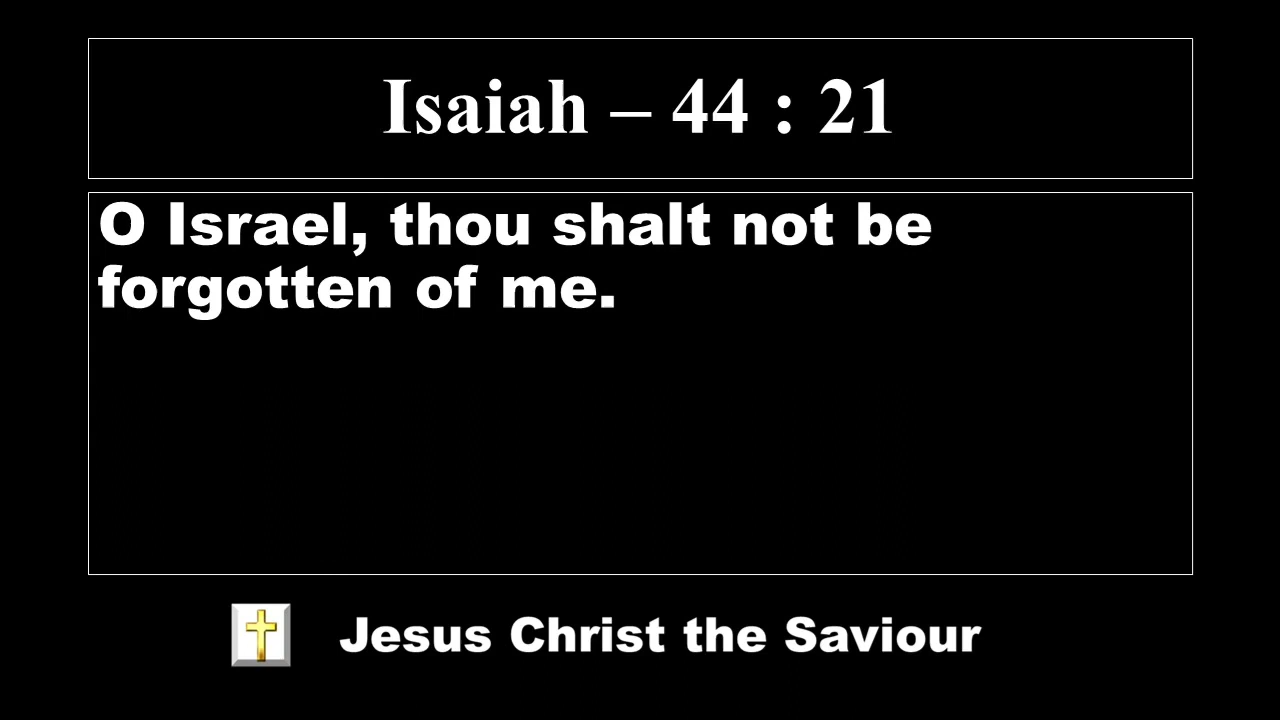 Isaiah – 44 : 21
O Israel, thou shalt not be
forgotten of me.
Jesus Christ the Saviour